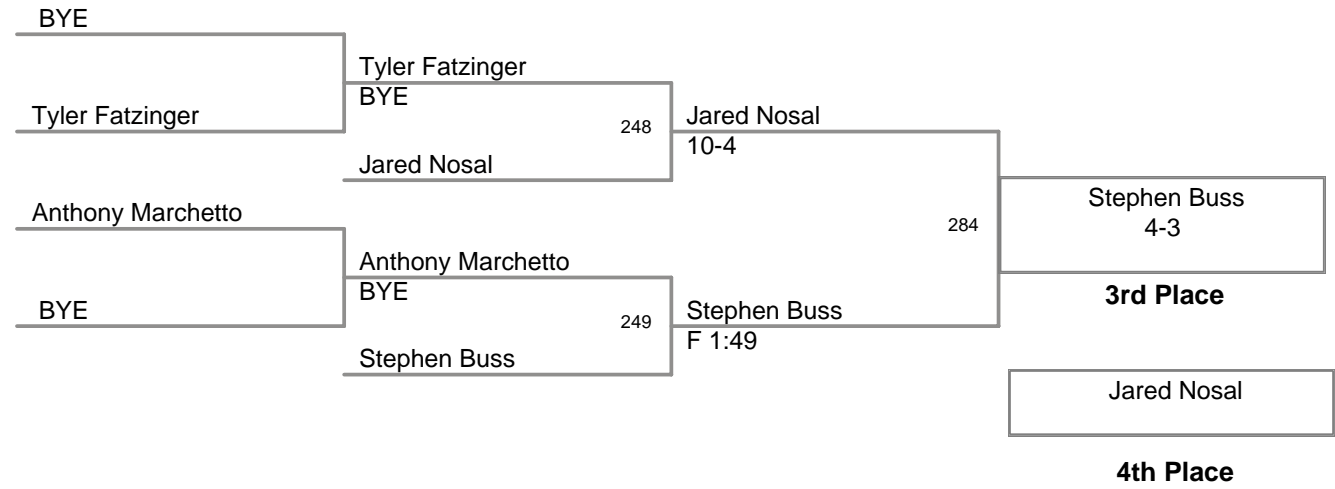 BYE
Tyler Fatzinger
BYE
Tyler Fatzinger
248
Jared Nosal
10-4
Jared Nosal
Anthony Marchetto
Stephen Buss
4-3
284
Anthony Marchetto
BYE
3rd Place
BYE
249
Stephen Buss
F 1:49
Stephen Buss
Jared Nosal
4th Place